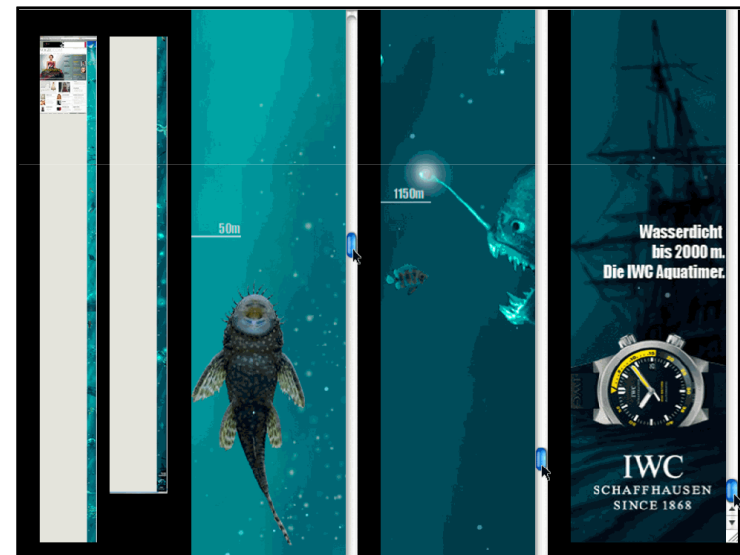 50m
1150m
Wasserdicht
bis 2000 m.
Die IWC Aquatimer.
IWC
SCHAFFHAUSEN
SINCE 1868